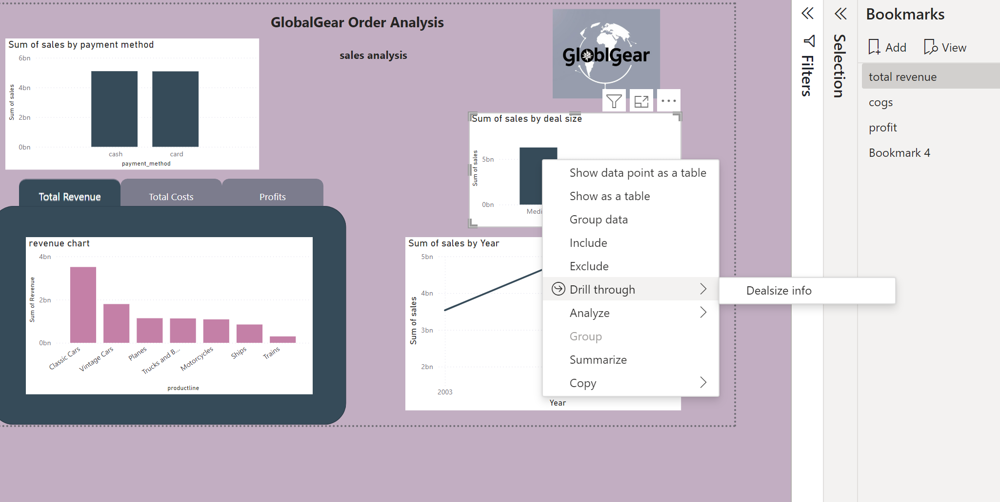 GlobalGear Order Analysis
sales analysis
GloblGear
Sum of sales by payment method
6bn
4bn
2bn
0bn
Sum of sales
cash
card
payment_method
Total Revenue
Total Costs
Profits
revenue chart
4bn
2bn
0bn
Sum of Revenue
Classic Cars
Vintage Cars
Planes
Trucks and B...
Motorcycles
Ships
Trains
productline
Sum of sales by deal size
5bn
0bn
Sum of sales
Medi
Sum of sales by Year
5bn
4bn
3bn
2bn
Sum of sales
2003
Year
Show data point as a table
Show as a table
Group data
Include
Exclude
Drill through
Analyze
Group
Summarize
Copy
Dealsize info
Filters
Selection
Bookmarks
Add
View
total revenue
cogs
profit
Bookmark 4